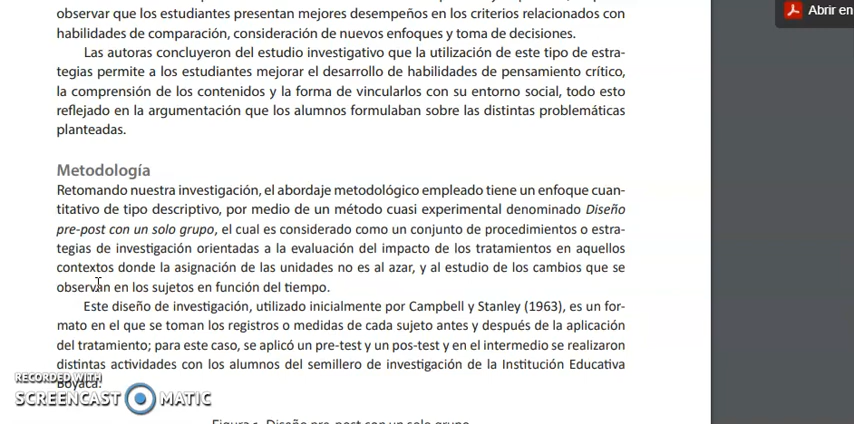 Abrir en
observar que los estudiantes presentan mejores desempeños en los criterios relacionados con
habilidades de comparación, consideración de nuevos enfoques y toma de decisiones.
Las autoras concluyeron del estudio investigativo que la utilización de este tipo de estra-
tegias permite a los estudiantes mejorar el desarrollo de habilidades de pensamiento crítico,
la comprensión de los contenidos y la forma de vincularlos con su entorno social, todo esto
reflejado en la argumentación que los alumnos formulaban sobre las distintas problemáticas
planteadas.
Metodología
Retomando nuestra investigación, el abordaje metodológico empleado tiene un enfoque cuan-
titativo de tipo descriptivo, por medio de un método cuasi experimental denominado Diseño
pre-post con un solo grupo, el cual es considerado como un conjunto de procedimientos o estra-
tegias de investigación orientadas a la evaluación del impacto de los tratamientos en aquellos
contextos donde la asignación de las unidades no es al azar, y al estudio de los cambios que se
observan en los sujetos en función del tiempo.
Este diseño de investigación, utilizado inicialmente por Campbell y Stanley (1963), es un for-
mato en el que se toman los registros o medidas de cada sujeto antes y después de la aplicación
del tratamiento; para este caso, se aplicó un pre-test y un pos-test y en el intermedio se realizaron
distintas actividades con los alumnos del semillero de investigación de la Institución Educativa
Boyacá.
RECORDED WITH
SCREENCAST MATIC
Figura 1. Diseño pre-post con un solo grupo